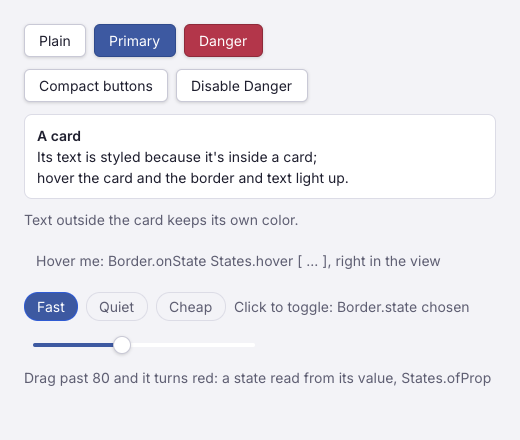 Plain Primary Danger
Compact buttons Disable Danger
A card
Its text is styled because it's inside a card;
hover the card and the border and text light up.
Text outside the card keeps its own color.
Hover me: Border.onState States.hover [ ... ], right in the view
Fast Quiet Cheap Click to toggle: Border.state chosen
Drag past 80 and it turns red: a state read from its value, States.ofProp